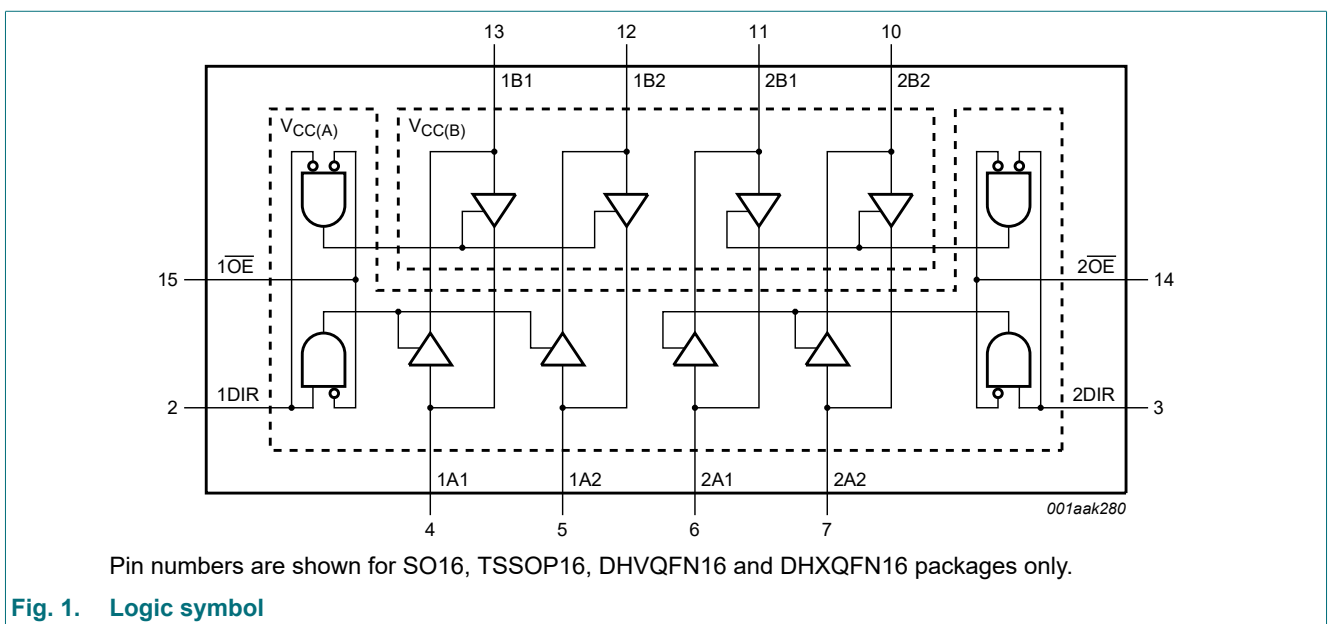 13 12 11 10
1B1 1B2 2B1 2B2
VCC(A) VCC(B)
15 1OE 2OE 14
2 1DIR 2DIR 3
1A1 1A2 2A1 2A2
001aak280
4 5 6 7
Pin numbers are shown for SO16, TSSOP16, DHVQFN16 and DHXQFN16 packages only.
Fig. 1. Logic symbol